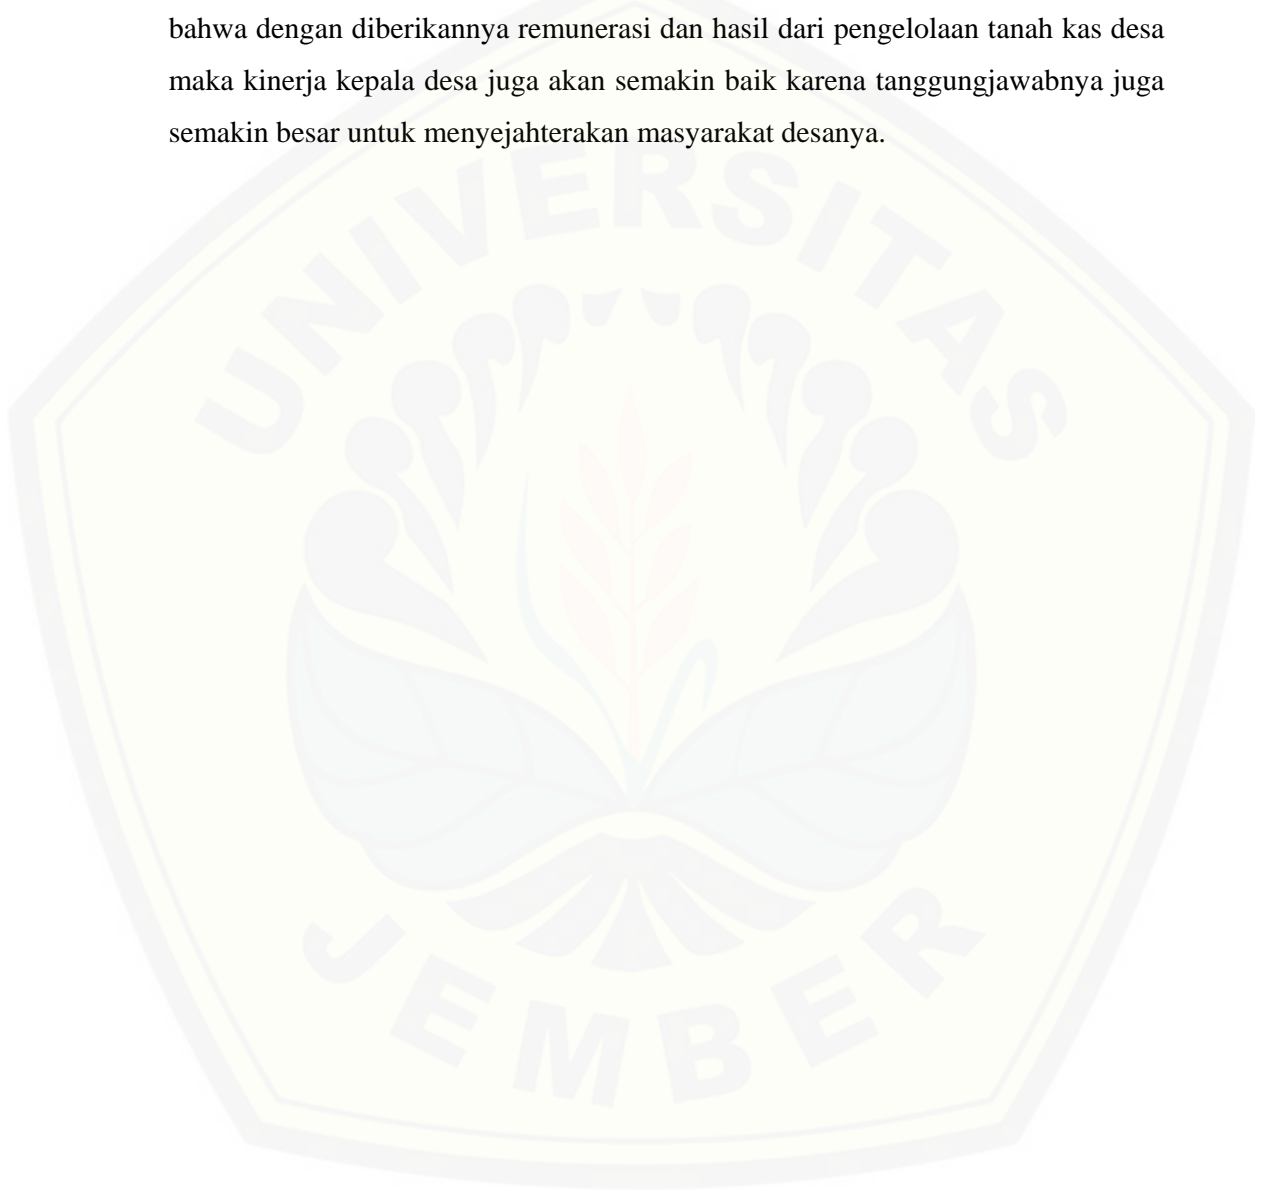 bahwa dengan diberikannya remunerasi dan hasil dari pengelolaan tanah kas desa
maka kinerja kepala desa juga akan semakin baik karena tanggungjawabnya juga
semakin besar untuk menyejahterakan masyarakat desanya.
UNIVERSITAS
JEMBER